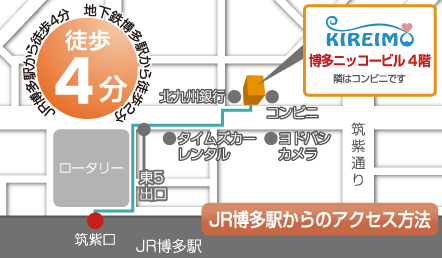 JR博多駅から徒歩4分
地下鉄博多駅から徒歩2分
徒歩
4分
KIREIMO
博多ニッコービル 4階
隣はコンビニです
北九州銀行
コンビニ
タイムズカー
レンタル
ヨドバシ
カメラ
筑紫通り
ロータリー
東5
出口
筑紫口
JR博多駅
JR博多駅からのアクセス方法